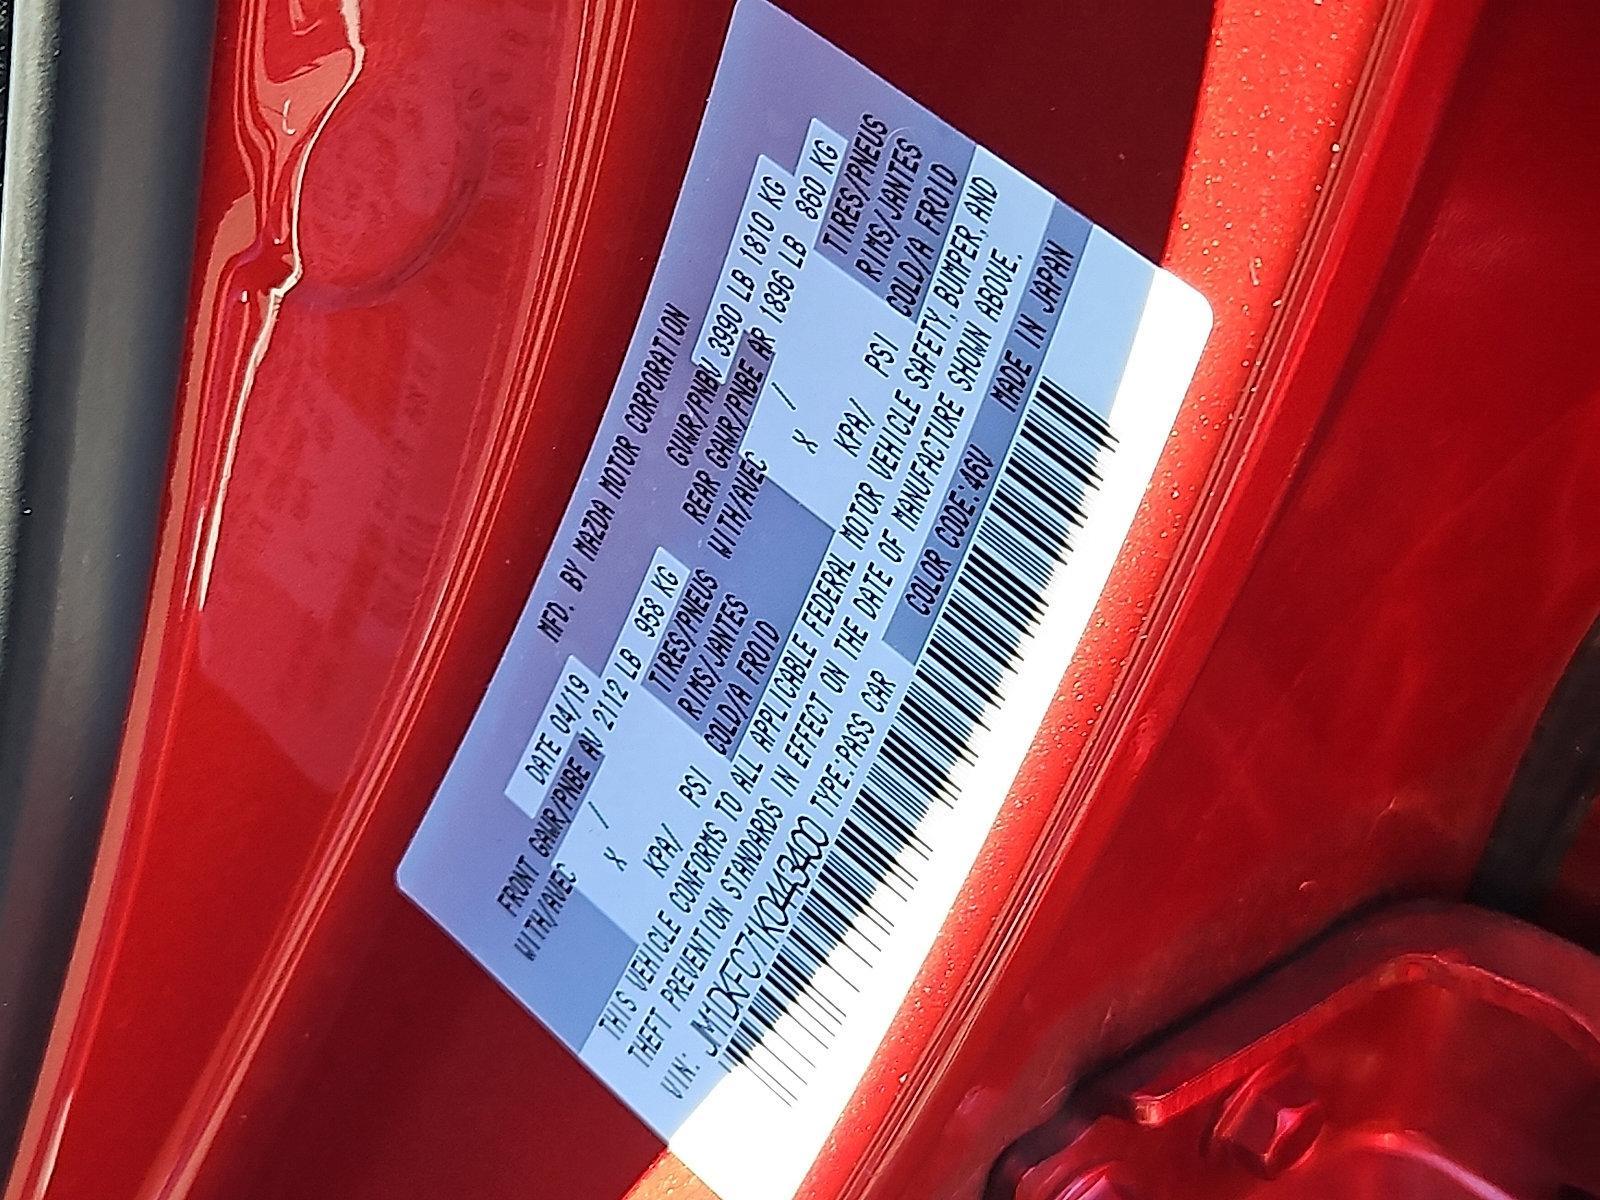 MFD. BY MAZDA MOTOR CORPORATION
DATE 04/19 GVWR/PNBV 3990 LB 1810 KG
FRONT GAWR/PNBE AV 2112 LB 958 KG REAR GAWR/PNBE AR 1896 LB 860 KG
WITH/AVEC / TIRES/PNEUS WITH/AVEC / TIRES/PNEUS
X RIMS/JANTES X RIMS/JANTES
KPA/ PSI COLD/A FROID KPA/ PSI COLD/A FROID
THIS VEHICLE CONFORMS TO ALL APPLICABLE FEDERAL MOTOR VEHICLE SAFETY, BUMPER, AND
THEFT PREVENTION STANDARDS IN EFFECT ON THE DATE OF MANUFACTURE SHOWN ABOVE.
VIN: JM1DKFC71K0443400 TYPE:PASS CAR COLOR CODE:46V MADE IN JAPAN